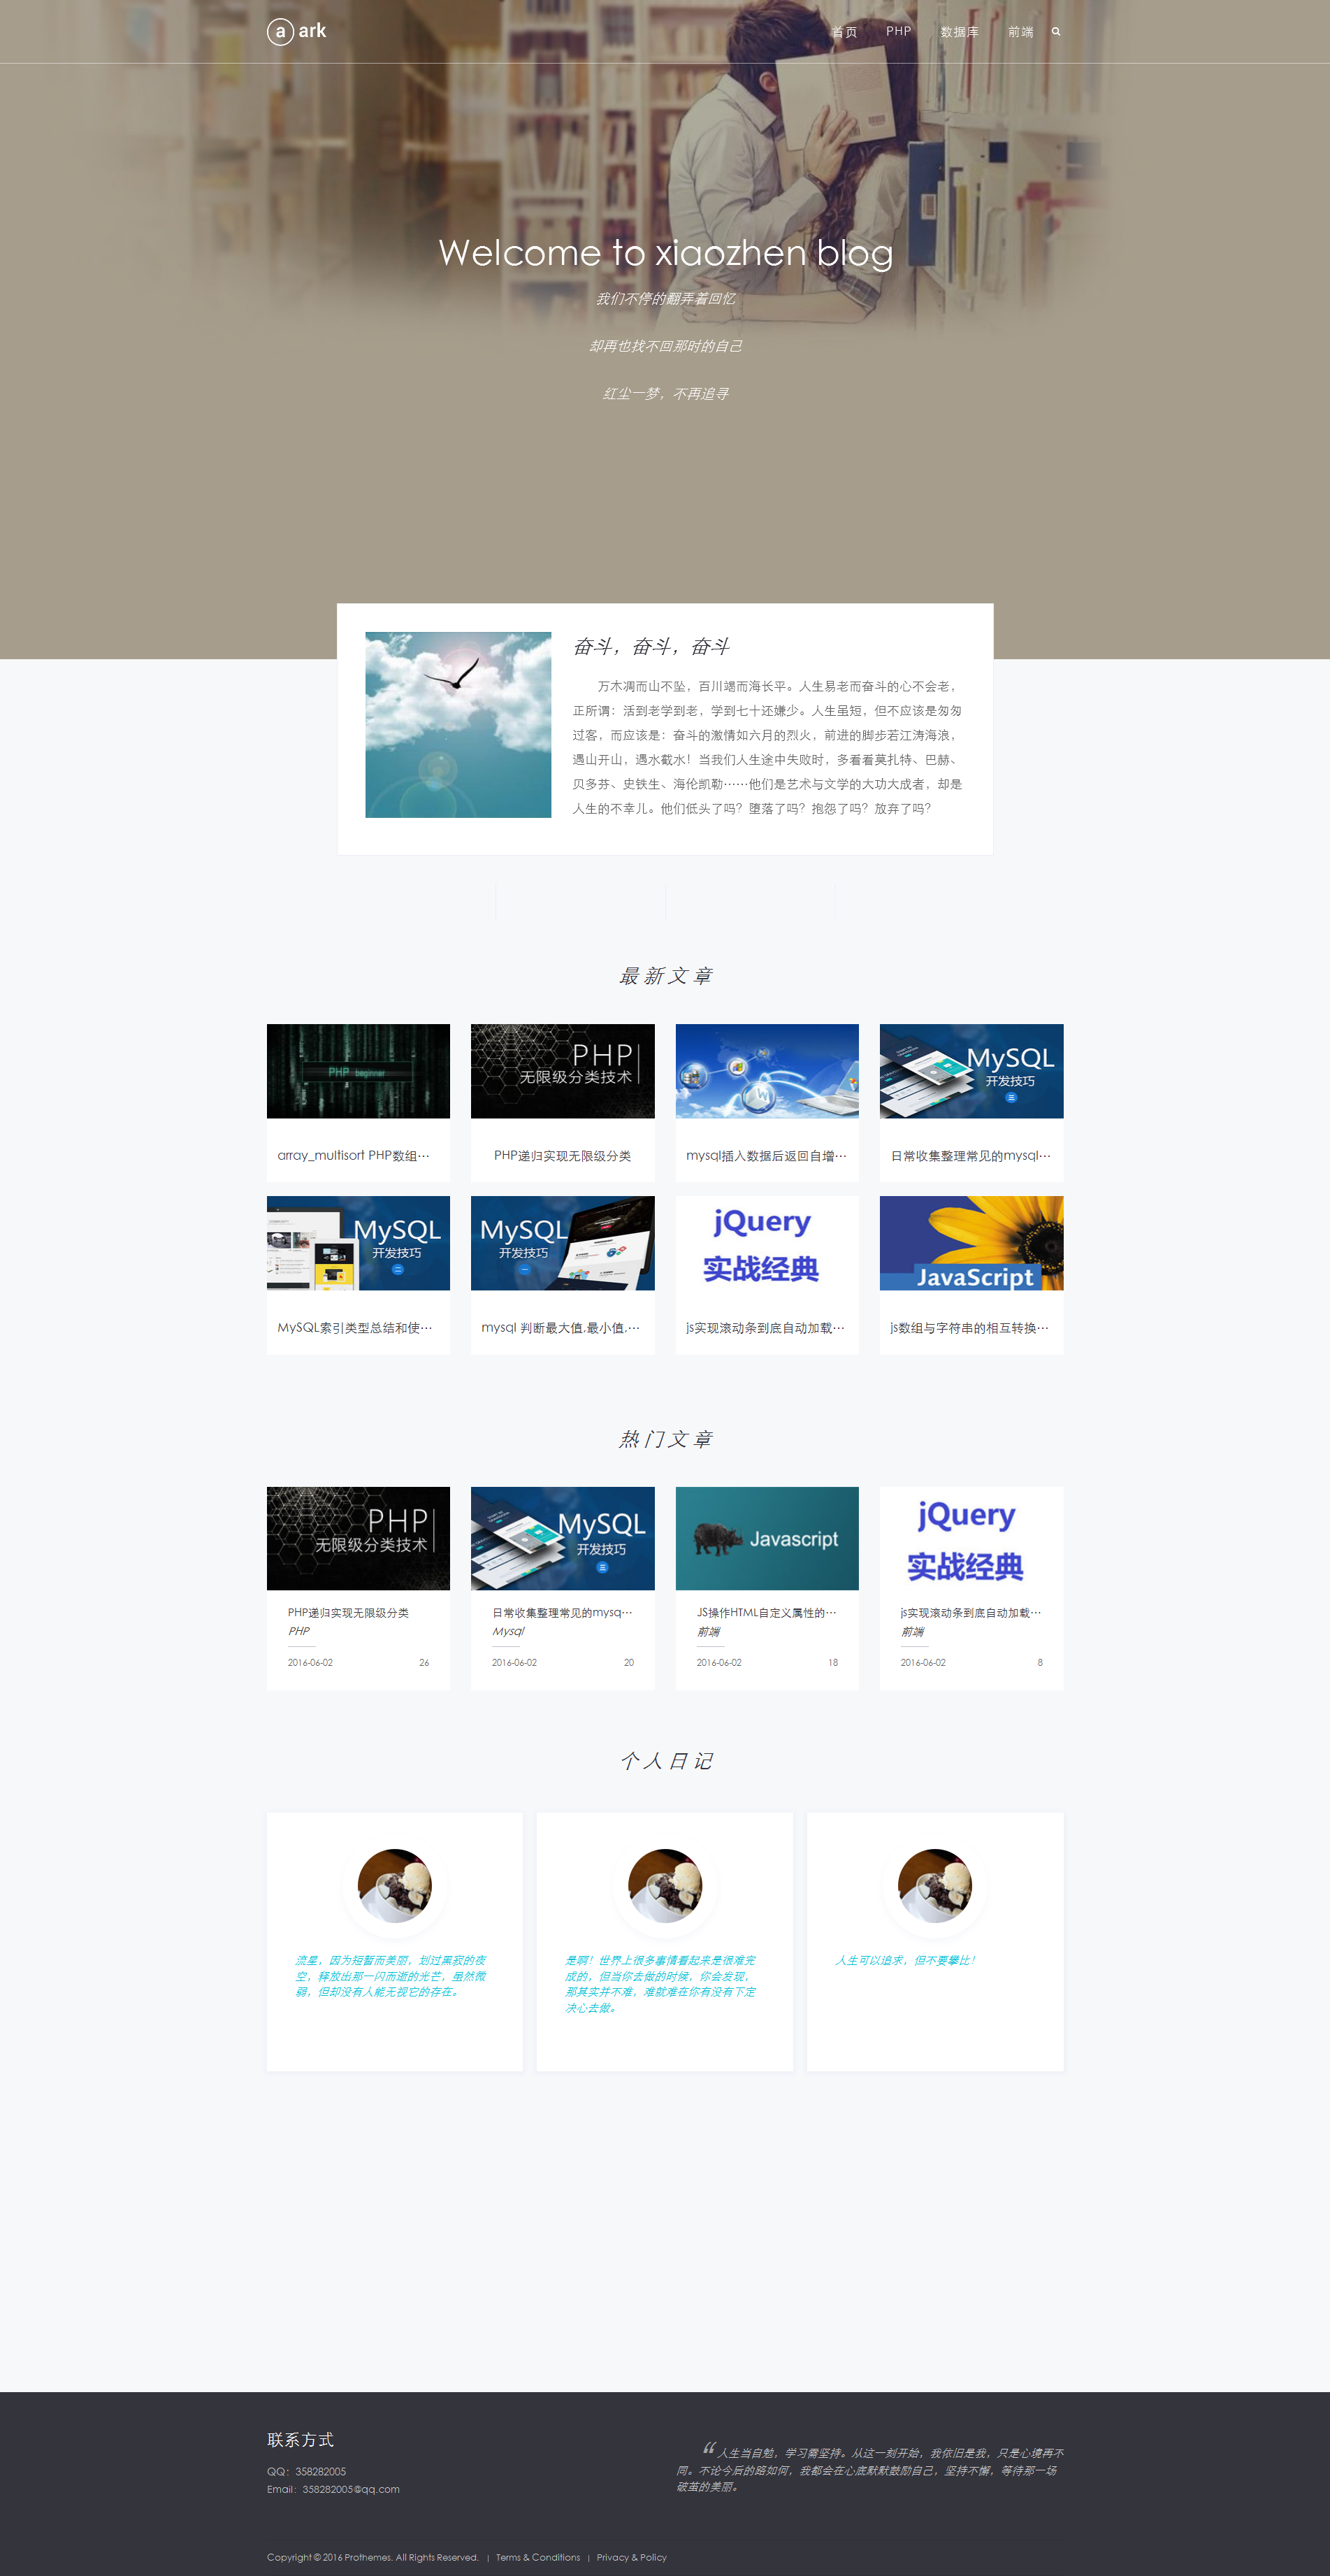 a ark
首页 PHP 数据库 前端
Welcome to xiaozhen blog
我们不停的翻弄着回忆
却再也找不回那时的自己
红尘一梦，不再追寻
奋斗，奋斗，奋斗
万木凋而山不坠，百川竭而海长平。人生易老而奋斗的心不会老，
正所谓：活到老学到老，学到七十还嫌少。人生虽短，但不应该是匆匆
过客，而应该是：奋斗的激情如六月的烈火，前进的脚步若江涛海浪，
遇山开山，遇水截水！当我们人生途中失败时，多看看莫扎特、巴赫、
贝多芬、史铁生、海伦凯勒……他们是艺术与文学的大功大成者，却是
人生的不幸儿。他们低头了吗？堕落了吗？抱怨了吗？放弃了吗？
最新文章
PHP beginner
PHP
无限级分类技术
MySQL
开发技巧
三
array_multisort PHP数组…
PHP递归实现无限级分类
mysql插入数据后返回自增…
日常收集整理常见的mysql…
MySQL
开发技巧
二
MySQL
开发技巧
一
jQuery
实战经典
JavaScript
MySQL索引类型总结和使…
mysql 判断最大值,最小值,…
js实现滚动条到底自动加载…
js数组与字符串的相互转换…
热门文章
PHP
无限级分类技术
MySQL
开发技巧
三
Javascript
jQuery
实战经典
PHP递归实现无限级分类
PHP
2016-06-02 26
日常收集整理常见的mysq…
Mysql
2016-06-02 20
JS操作HTML自定义属性的…
前端
2016-06-02 18
js实现滚动条到底自动加载…
前端
2016-06-02 8
个人日记
流星，因为短暂而美丽，划过黑寂的夜
空，释放出那一闪而逝的光芒，虽然微
弱，但却没有人能无视它的存在。
是啊！世界上很多事情看起来是很难完
成的，但当你去做的时候，你会发现，
那其实并不难，难就难在你有没有下定
决心去做。
人生可以追求，但不要攀比！
联系方式
QQ：358282005
Email：358282005@qq.com
“人生当自勉，学习需坚持。从这一刻开始，我依旧是我，只是心境再不
同。不论今后的路如何，我都会在心底默默鼓励自己，坚持不懈，等待那一场
破茧的美丽。
Copyright © 2016 Prothemes. All Rights Reserved. | Terms & Conditions | Privacy & Policy